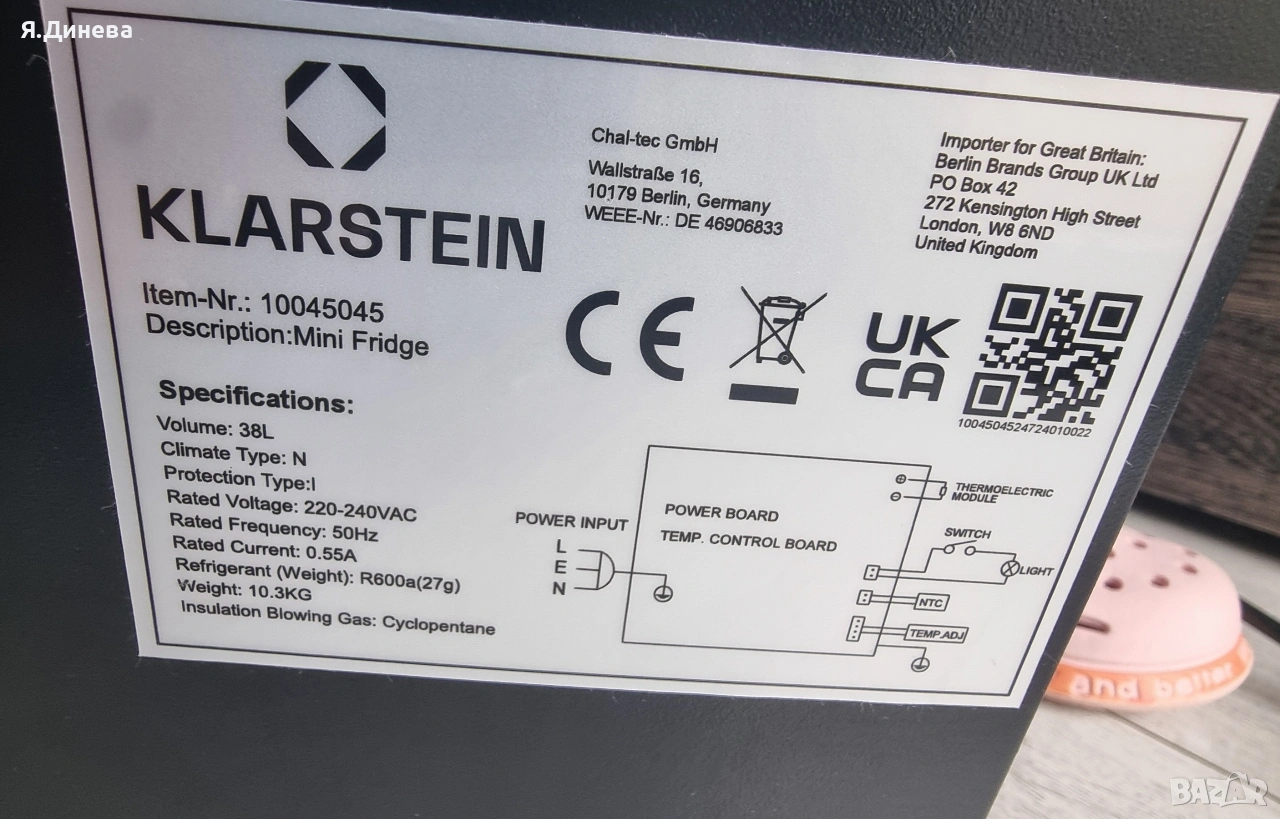 Я.Динева
KLARSTEIN
Item-Nr.: 10045045
Description:Mini Fridge
Chal-tec GmbH
Wallstraße 16,
10179 Berlin, Germany
WEEE-Nr.: DE 46906833
Importer for Great Britain:
Berlin Brands Group UK Ltd
PO Box 42
272 Kensington High Street
London, W8 6ND
United Kingdom
CE
UK
CA
1004504524724010022
Specifications:
Volume: 38L
Climate Type: N
Protection Type:I
Rated Voltage: 220-240VAC
Rated Frequency: 50Hz
Rated Current: 0.55A
Refrigerant (Weight): R600a(27g)
Weight: 10.3KG
Insulation Blowing Gas: Cyclopentane
POWER INPUT
L
E
N
POWER BOARD
TEMP. CONTROL BOARD
THERMOELECTRIC
MODULE
SWITCH
LIGHT
NTC
TEMP.ADJ
and better
BAZAR